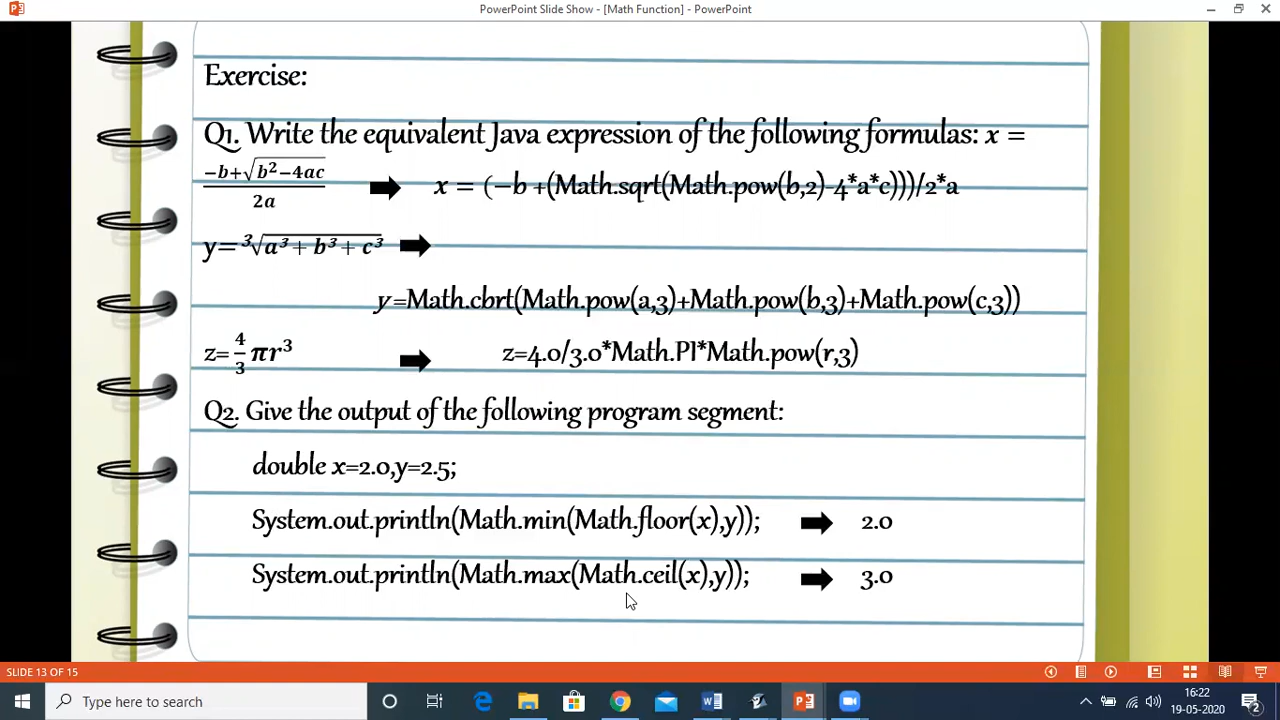 PowerPoint Slide Show - [Math Function] - PowerPoint
Exercise:
Q1. Write the equivalent Java expression of the following formulas: x =
−b+√b²−4ac / 2a ➡ x = (−b +(Math.sqrt(Math.pow(b,2)-4*a*c)))/2*a
y=³√a³ + b³ + c³ ➡
y=Math.cbrt(Math.pow(a,3)+Math.pow(b,3)+Math.pow(c,3))
z= 4/3 πr³ ➡ z=4.0/3.0*Math.PI*Math.pow(r,3)
Q2. Give the output of the following program segment:
double x=2.0,y=2.5;
System.out.println(Math.min(Math.floor(x),y)); ➡ 2.0
System.out.println(Math.max(Math.ceil(x),y)); ➡ 3.0
SLIDE 13 OF 15
Type here to search
16:22
19-05-2020
2